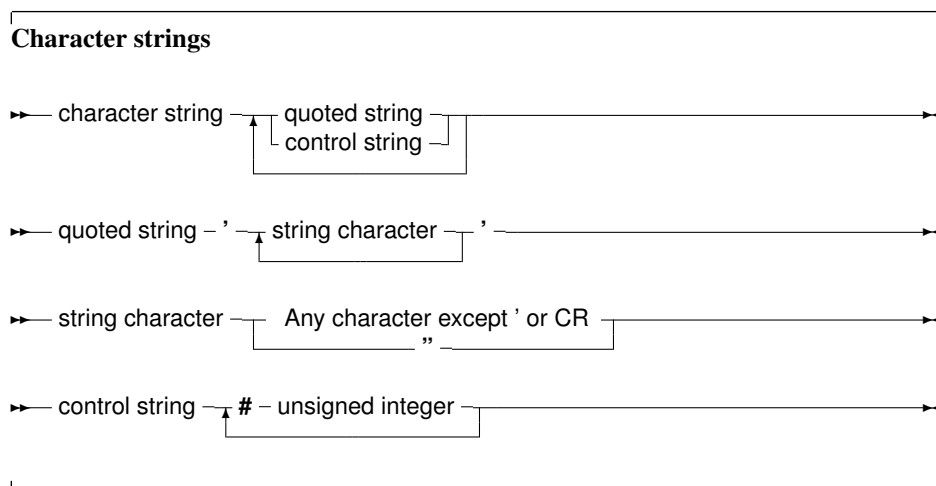 Character strings
character string quoted string
control string
quoted string ' string character '
string character Any character except ' or CR
''
control string # unsigned integer